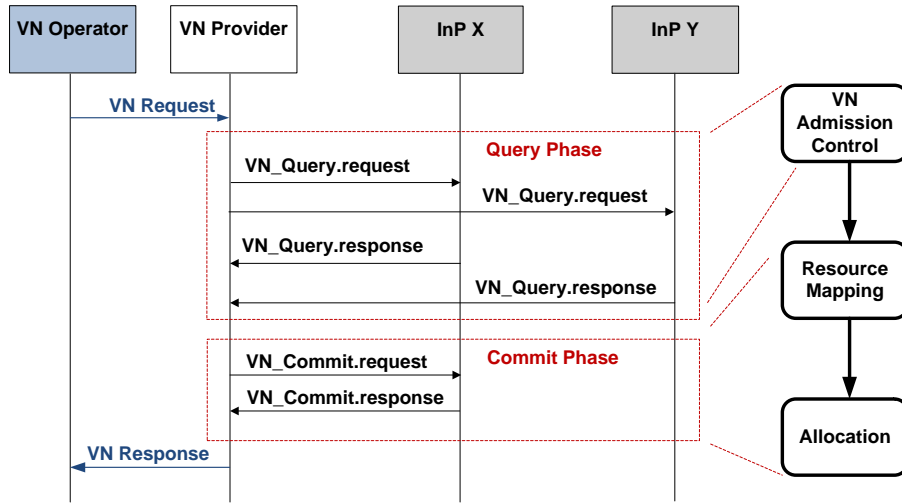 VN Operator
VN Provider
InP X
InP Y
VN Request
VN
Admission
Control
Query Phase
VN_Query.request
VN_Query.request
VN_Query.response
VN_Query.response
Resource
Mapping
Commit Phase
VN_Commit.request
VN_Commit.response
Allocation
VN Response